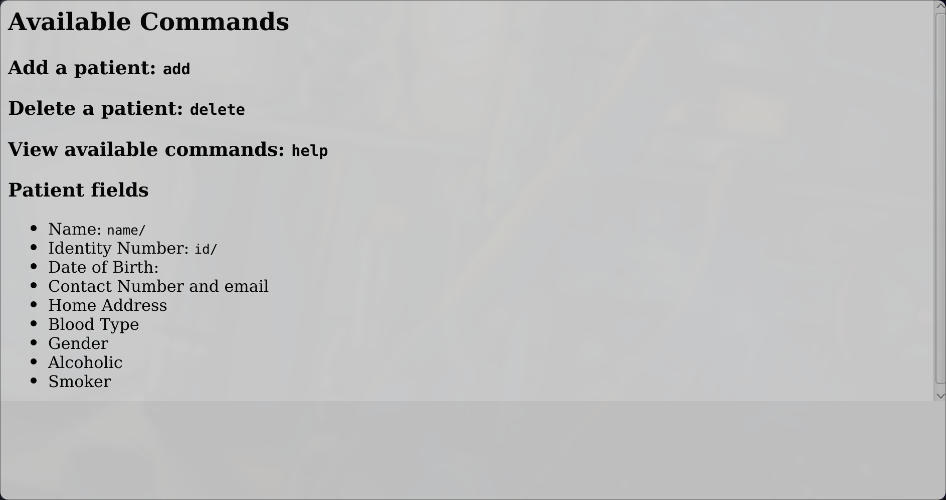 Available Commands
Add a patient: add
Delete a patient: delete
View available commands: help
Patient fields
• Name: name/
• Identity Number: id/
• Date of Birth:
• Contact Number and email
• Home Address
• Blood Type
• Gender
• Alcoholic
• Smoker